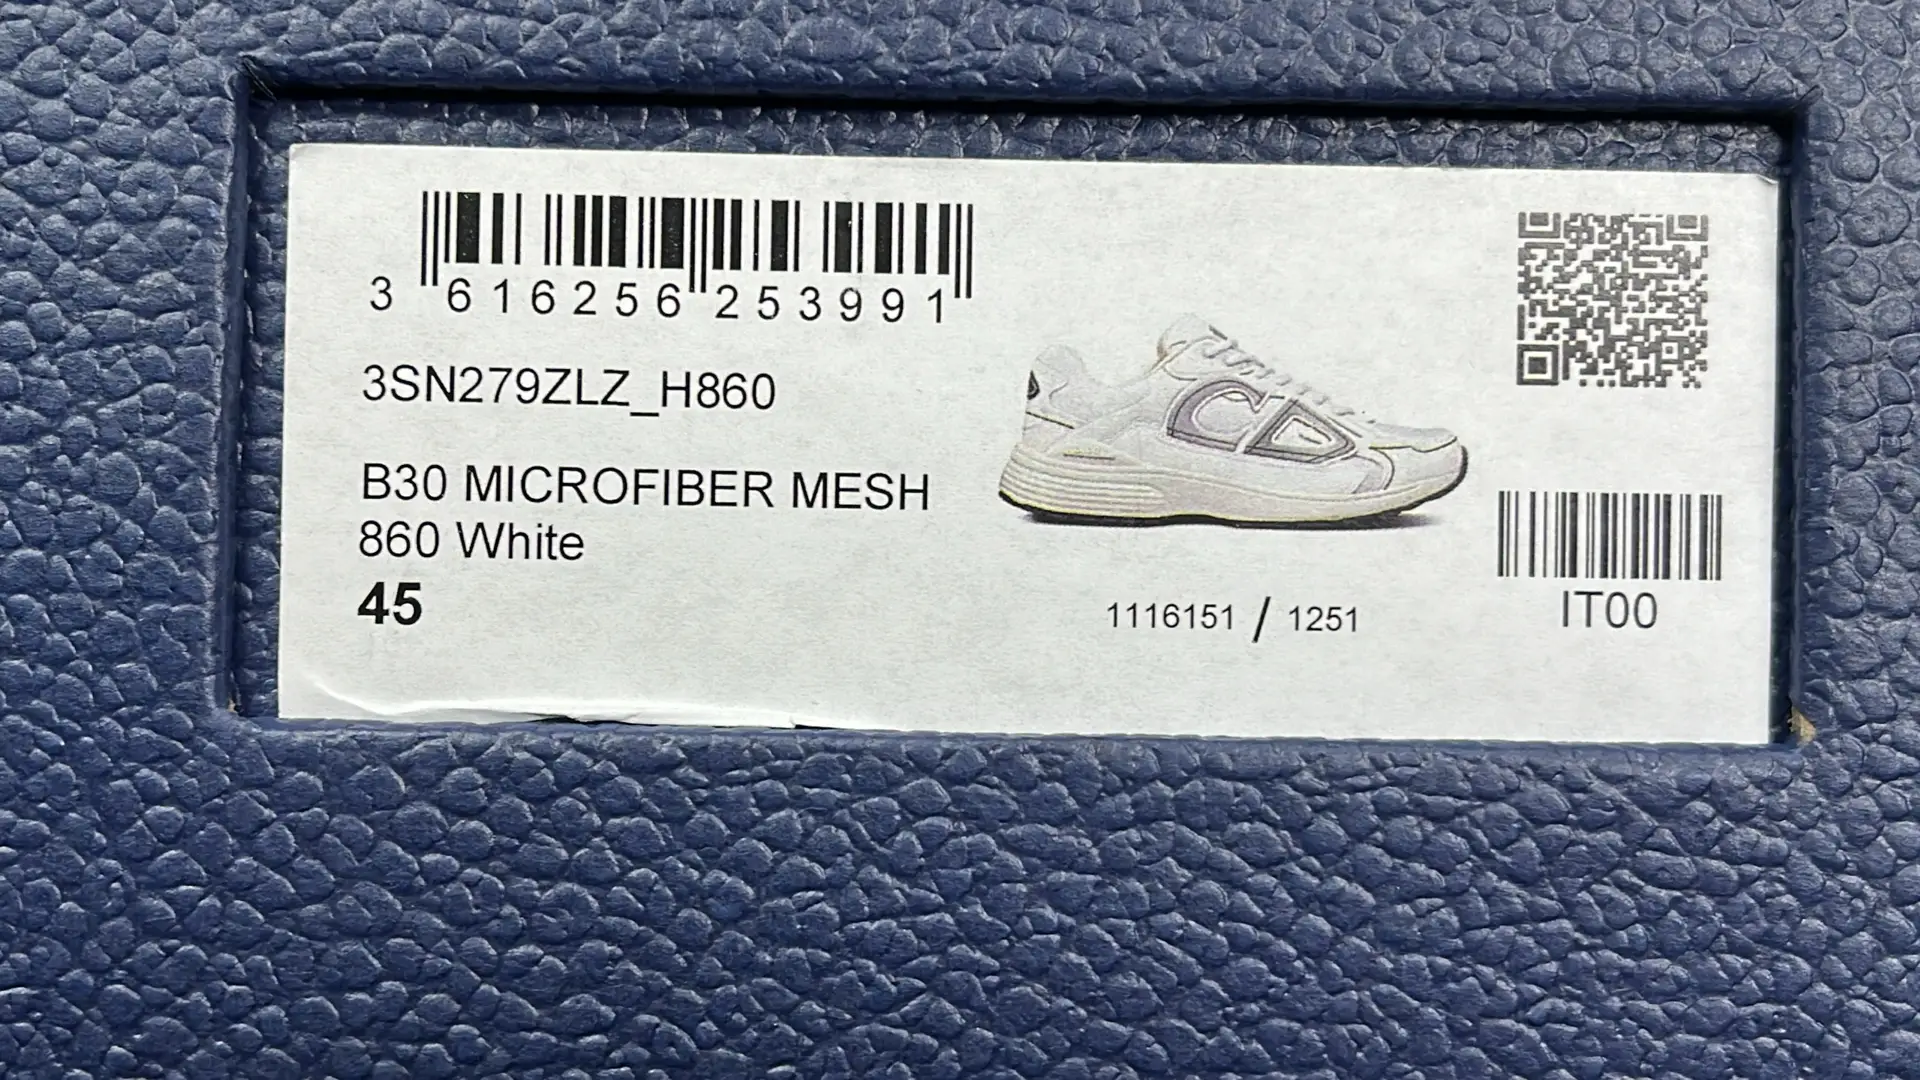 3 616256 253991
3SN279ZLZ_H860
B30 MICROFIBER MESH
860 White
45
1116151 / 1251
IT00